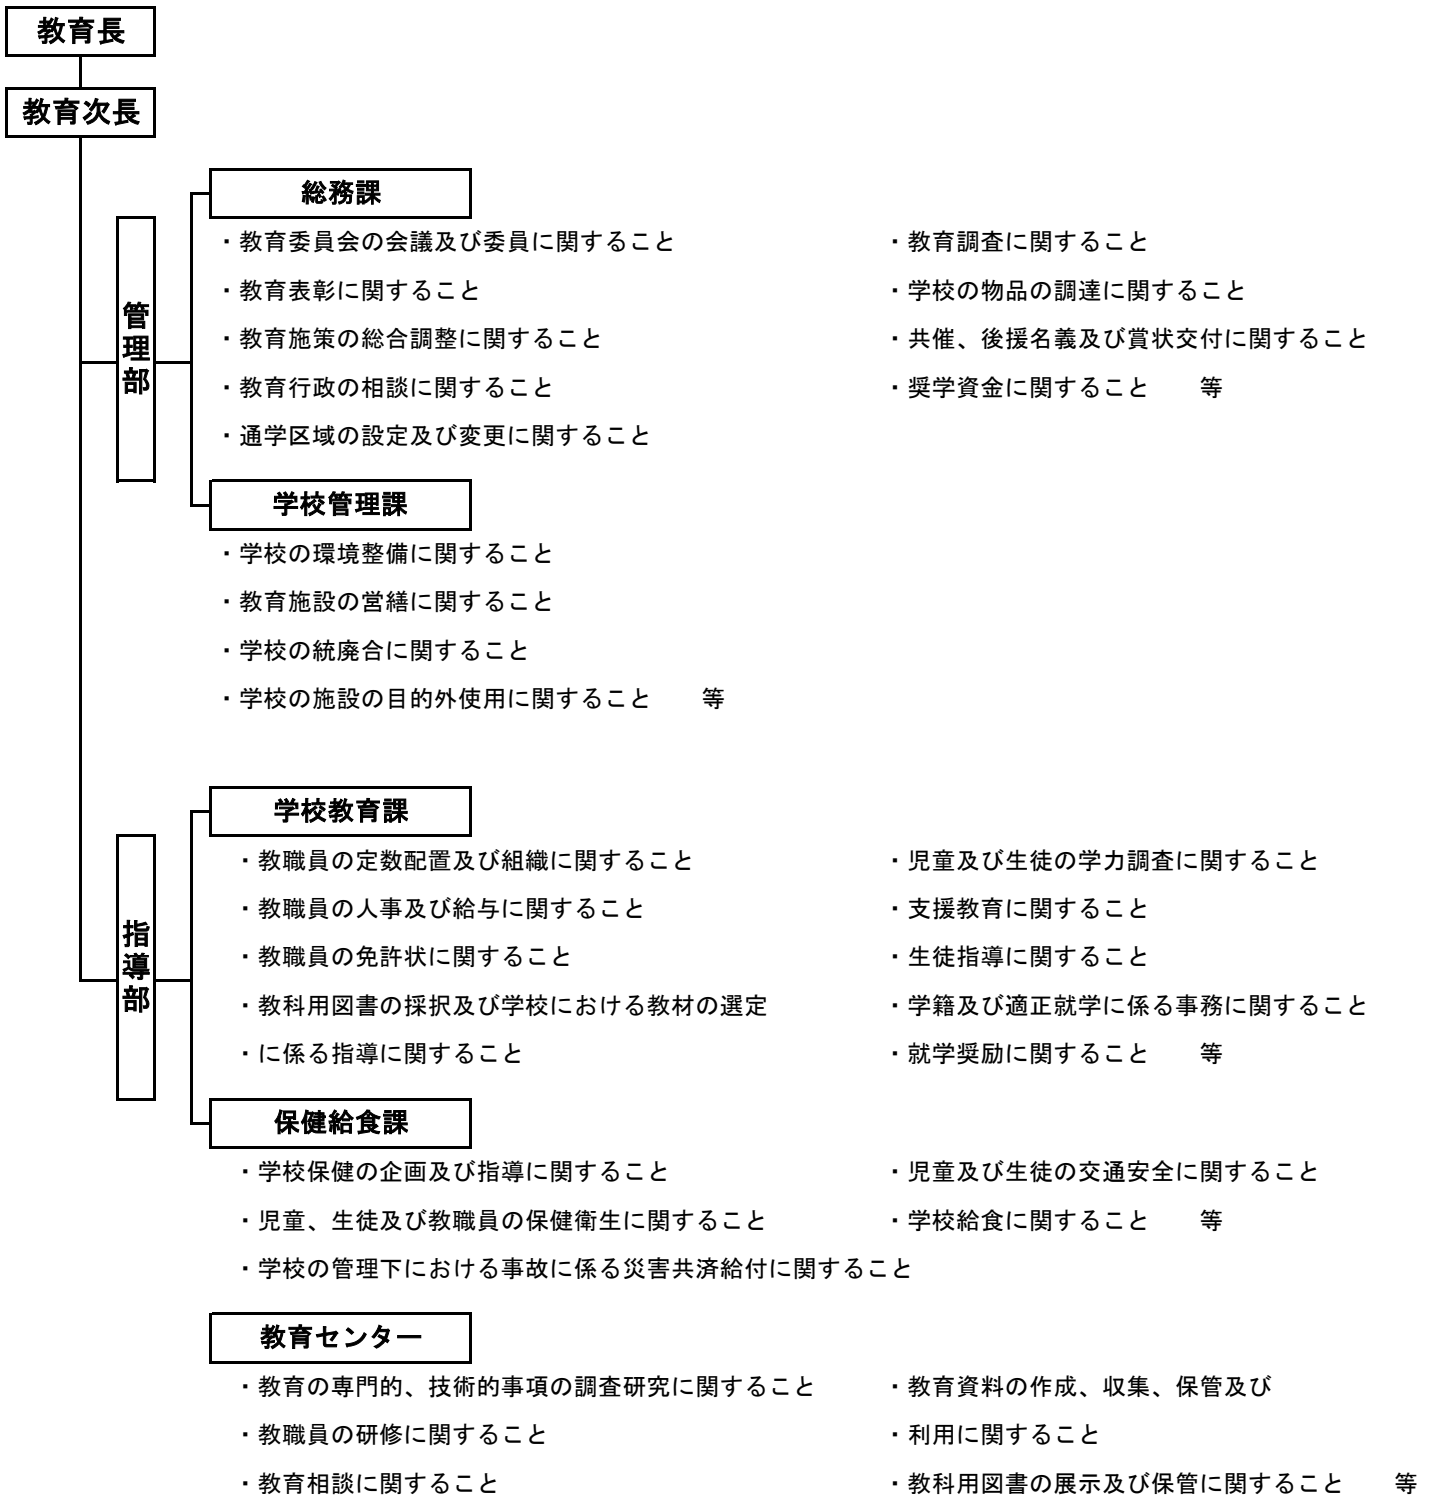 教育長
教育次長
管理部
総務課
・教育委員会の会議及び委員に関すること
・教育表彰に関すること
・教育施策の総合調整に関すること
・教育行政の相談に関すること
・通学区域の設定及び変更に関すること
・教育調査に関すること
・学校の物品の調達に関すること
・共催、後援名義及び賞状交付に関すること
・奨学資金に関すること　　等
学校管理課
・学校の環境整備に関すること
・教育施設の営繕に関すること
・学校の統廃合に関すること
・学校の施設の目的外使用に関すること　　等
指導部
学校教育課
・教職員の定数配置及び組織に関すること
・教職員の人事及び給与に関すること
・教職員の免許状に関すること
・教科用図書の採択及び学校における教材の選定
・に係る指導に関すること
・児童及び生徒の学力調査に関すること
・支援教育に関すること
・生徒指導に関すること
・学籍及び適正就学に係る事務に関すること
・就学奨励に関すること　　等
保健給食課
・学校保健の企画及び指導に関すること
・児童、生徒及び教職員の保健衛生に関すること
・学校の管理下における事故に係る災害共済給付に関すること
・児童及び生徒の交通安全に関すること
・学校給食に関すること　　等
教育センター
・教育の専門的、技術的事項の調査研究に関すること
・教職員の研修に関すること
・教育相談に関すること
・教育資料の作成、収集、保管及び
・利用に関すること
・教科用図書の展示及び保管に関すること　　等